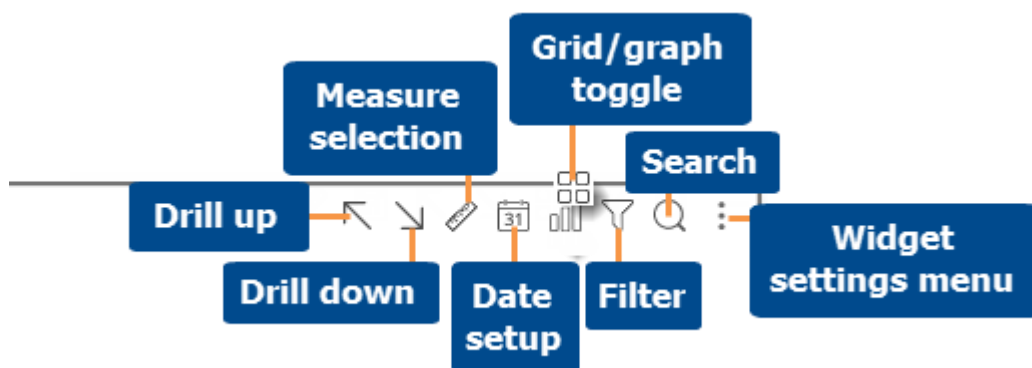 Grid/graph
toggle
Measure
selection
Search
Drill up
31
Widget
settings menu
Drill down
Date
setup
Filter